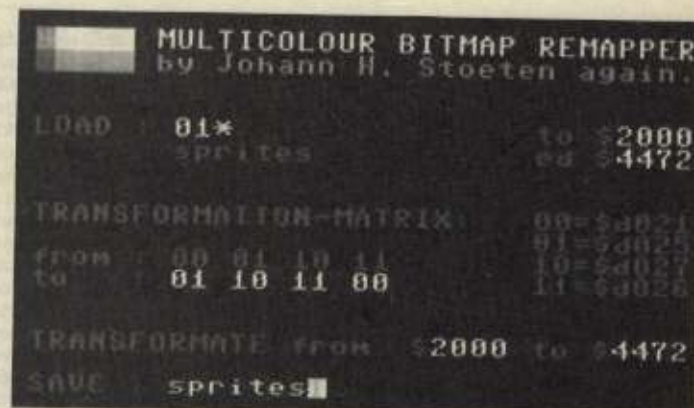 MULTICOLOUR BITMAP REMAPPER
by Johann H. Stoeten again.
LOAD : 01* to $2000
sprites ed $4472
TRANSFORMATION-MATRIX: 00=$d021
01=$d025
from : 00 01 10 11 10=$d027
to : 01 10 11 00 11=$d026
TRANSFORMATE from $2000 to $4472
SAVE : sprites